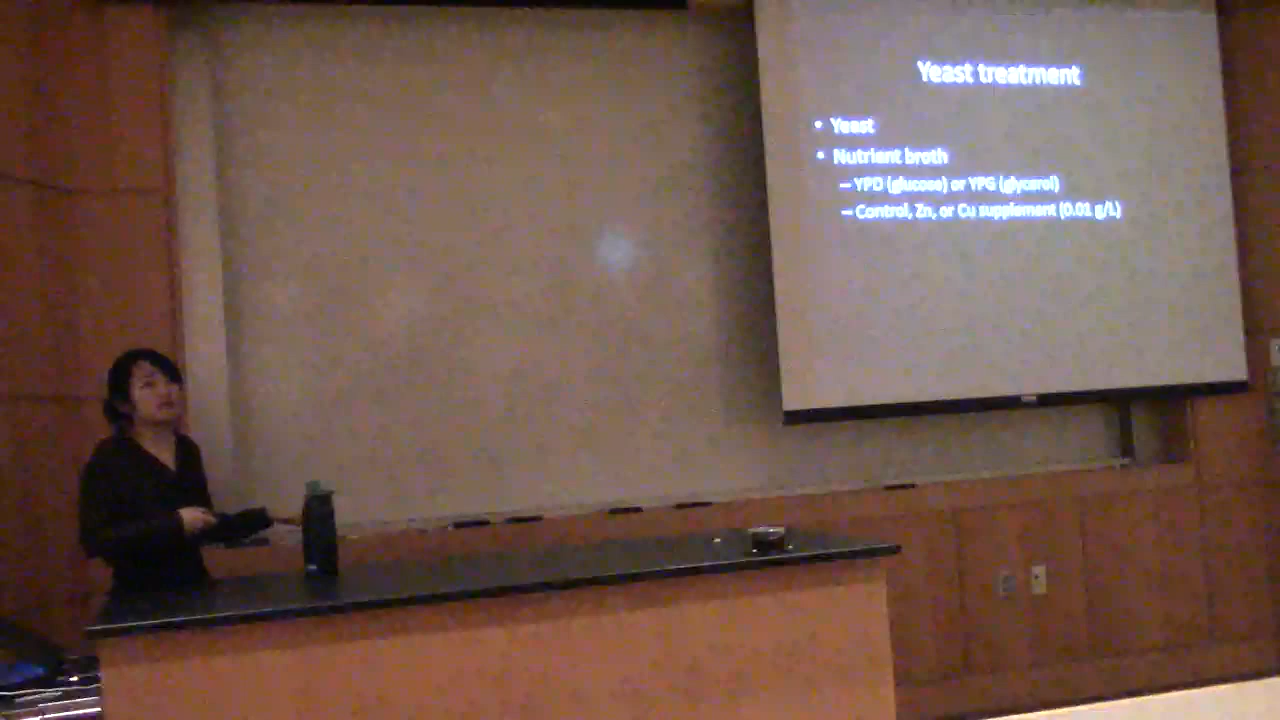 Yeast treatment
• Yeast
• Nutrient broth
– YPD (glucose) or YPG (glycerol)
– Control, Zn, or Cu supplement (0.01 g/L)